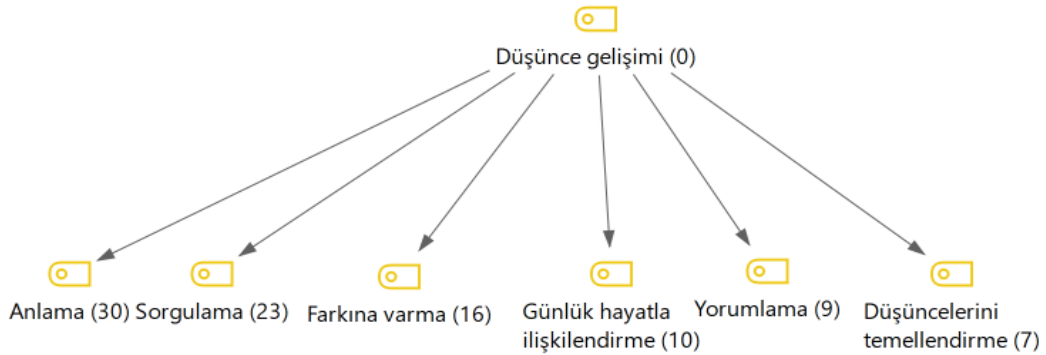 Düşünce gelişimi (0)
Anlama (30)
Sorgulama (23)
Farkına varma (16)
Günlük hayatla
ilişkilendirme (10)
Yorumlama (9)
Düşüncelerini
temellendirme (7)